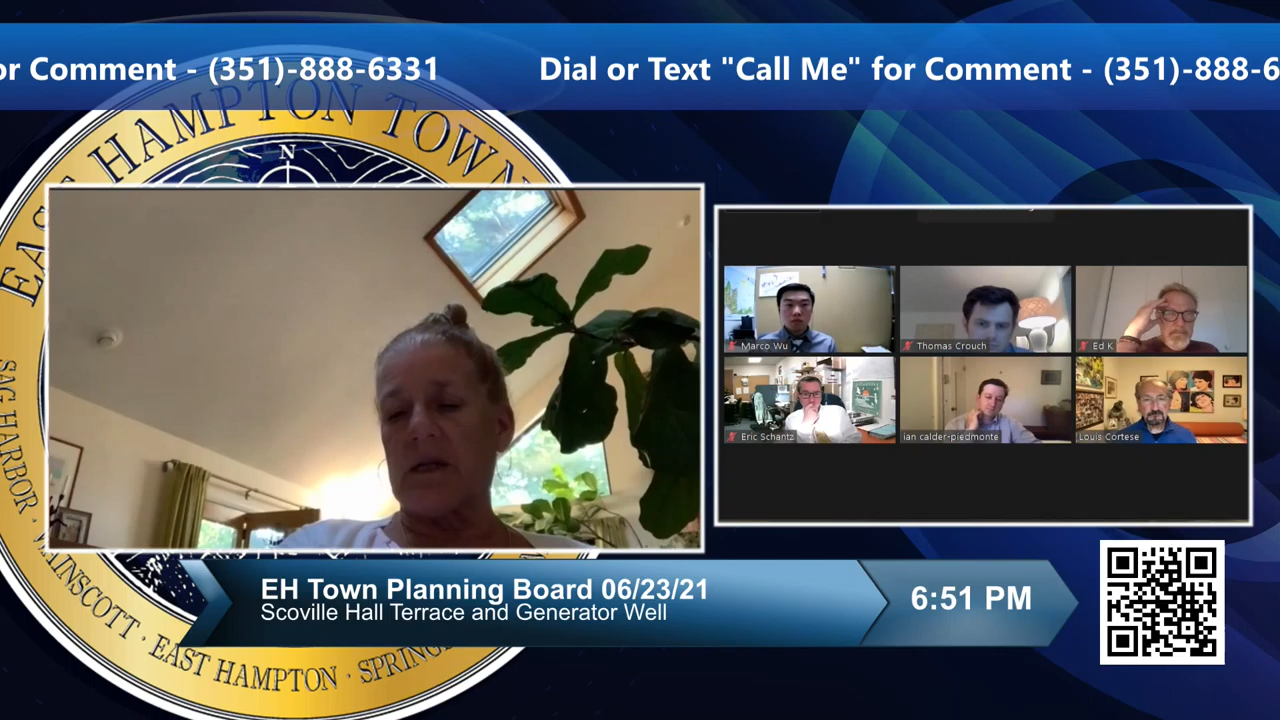 or Comment - (351)-888-6331 Dial or Text "Call Me" for Comment - (351)-888-6
EAST HAMPTON TOWN
N
SAG HARBOR · WAINSCOTT · EAST HAMPTON · SPRING
Marco Wu
Thomas Crouch
Ed K
Eric Schantz
ian calder-piedmonte
Louis Cortese
EH Town Planning Board 06/23/21
Scoville Hall Terrace and Generator Well
6:51 PM